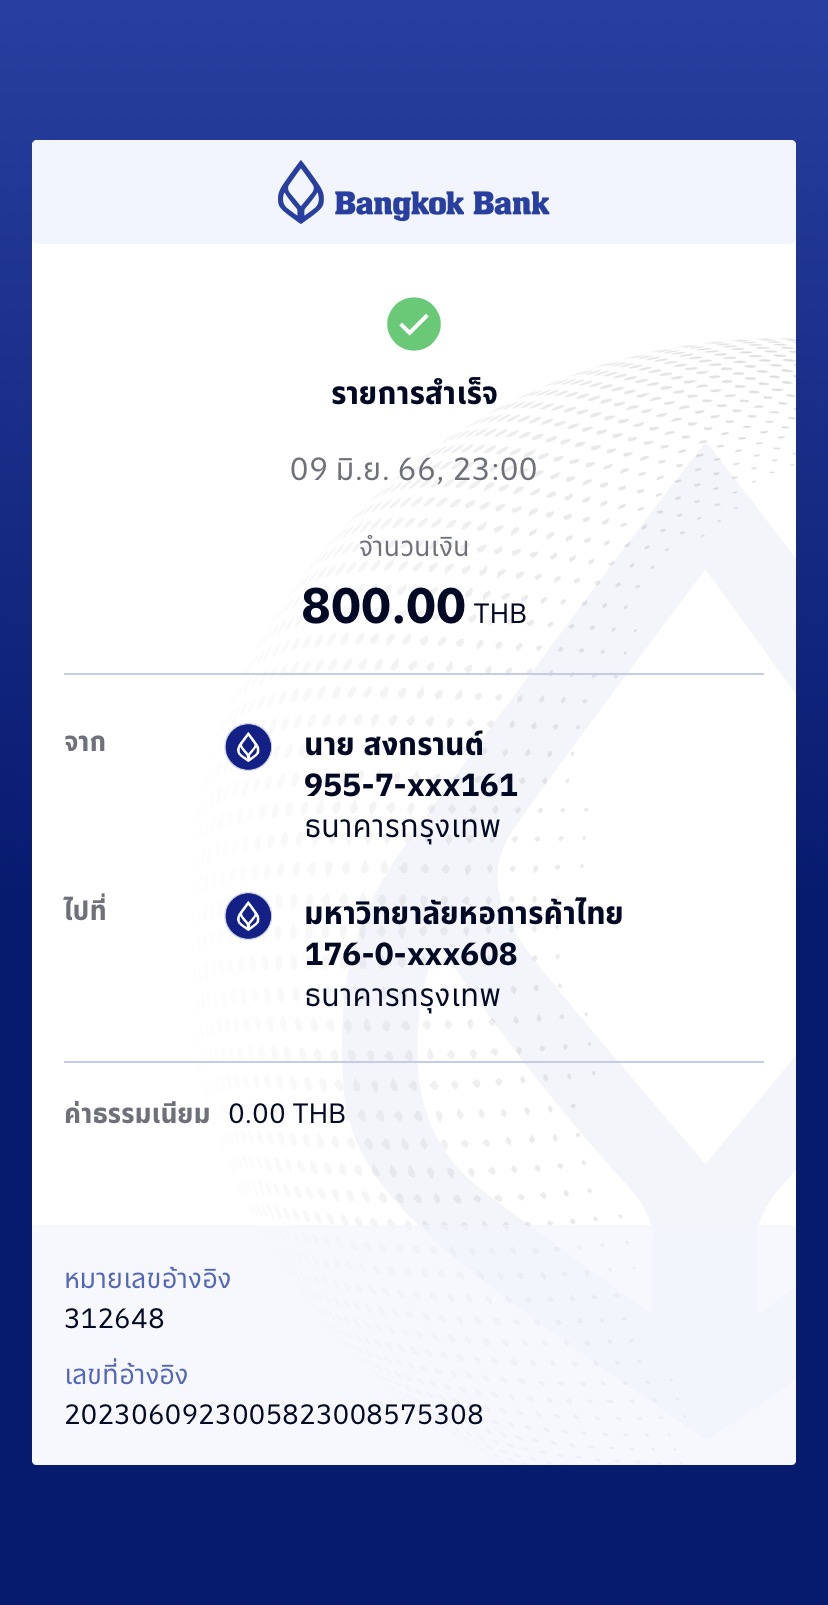 Bangkok Bank
รายการสำเร็จ
09 มิ.ย. 66, 23:00
จำนวนเงิน
800.00 THB
จาก
นาย สงกรานต์
955-7-xxx161
ธนาคารกรุงเทพ
ไปที่
มหาวิทยาลัยหอการค้าไทย
176-0-xxx608
ธนาคารกรุงเทพ
ค่าธรรมเนียม 0.00 THB
หมายเลขอ้างอิง
312648
เลขที่อ้างอิง
2023060923005823008575308